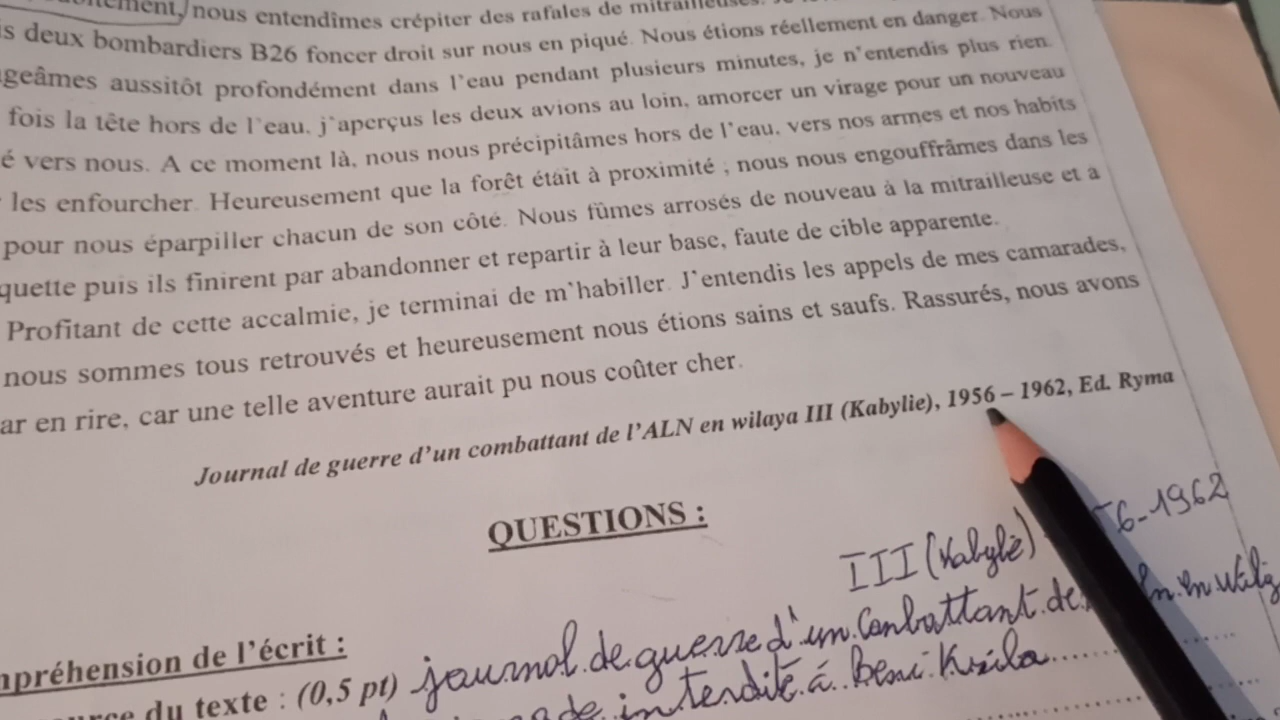 nous entendîmes crépiter des rafales de mitrailleuses.
deux bombardiers B26 foncer droit sur nous en piqué. Nous étions réellement en danger. Nous
geâmes aussitôt profondément dans l'eau pendant plusieurs minutes, je n'entendis plus rien.
fois la tête hors de l'eau, j'aperçus les deux avions au loin, amorcer un virage pour un nouveau
é vers nous. A ce moment là, nous nous précipitâmes hors de l'eau, vers nos armes et nos habits
les enfourcher. Heureusement que la forêt était à proximité ; nous nous engouffrâmes dans les
pour nous éparpiller chacun de son côté. Nous fûmes arrosés de nouveau à la mitrailleuse et à
quette puis ils finirent par abandonner et repartir à leur base, faute de cible apparente.
Profitant de cette accalmie, je terminai de m'habiller. J'entendis les appels de mes camarades,
nous sommes tous retrouvés et heureusement nous étions sains et saufs. Rassurés, nous avons
ar en rire, car une telle aventure aurait pu nous coûter cher.
Journal de guerre d'un combattant de l'ALN en wilaya III (Kabylie), 1956 – 1962, Ed. Ryma
QUESTIONS :
III (Kabylie) 56-1962
mpréhension de l'écrit :
du texte : (0,5 pt) journal de guerre d'un combattant de